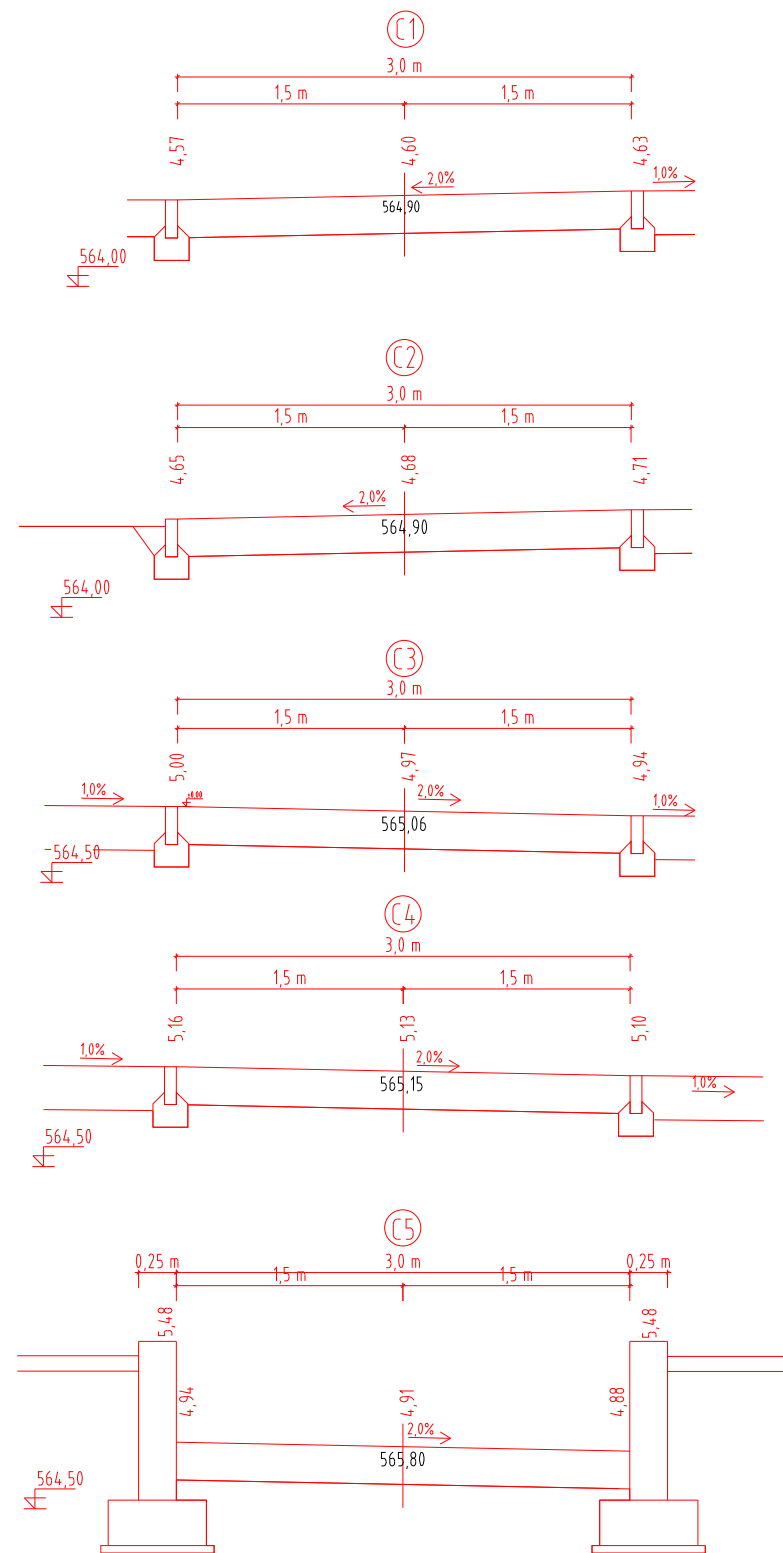 C1
3,0 m
1,5 m 1,5 m
4,57 4,60 4,63
2,0% 1,0%
564,90
564,00
C2
3,0 m
1,5 m 1,5 m
4,65 4,68 4,71
2,0%
564,90
564,00
C3
3,0 m
1,5 m 1,5 m
5,00 4,97 4,94
1,0% ±0.00 2,0% 1,0%
565,06
564,50
C4
3,0 m
1,5 m 1,5 m
5,16 5,13 5,10
1,0% 2,0% 1,0%
565,15
564,50
C5
0,25 m 3,0 m 0,25 m
1,5 m 1,5 m
5,48 5,48
4,94 4,91 4,88
2,0%
565,80
564,50